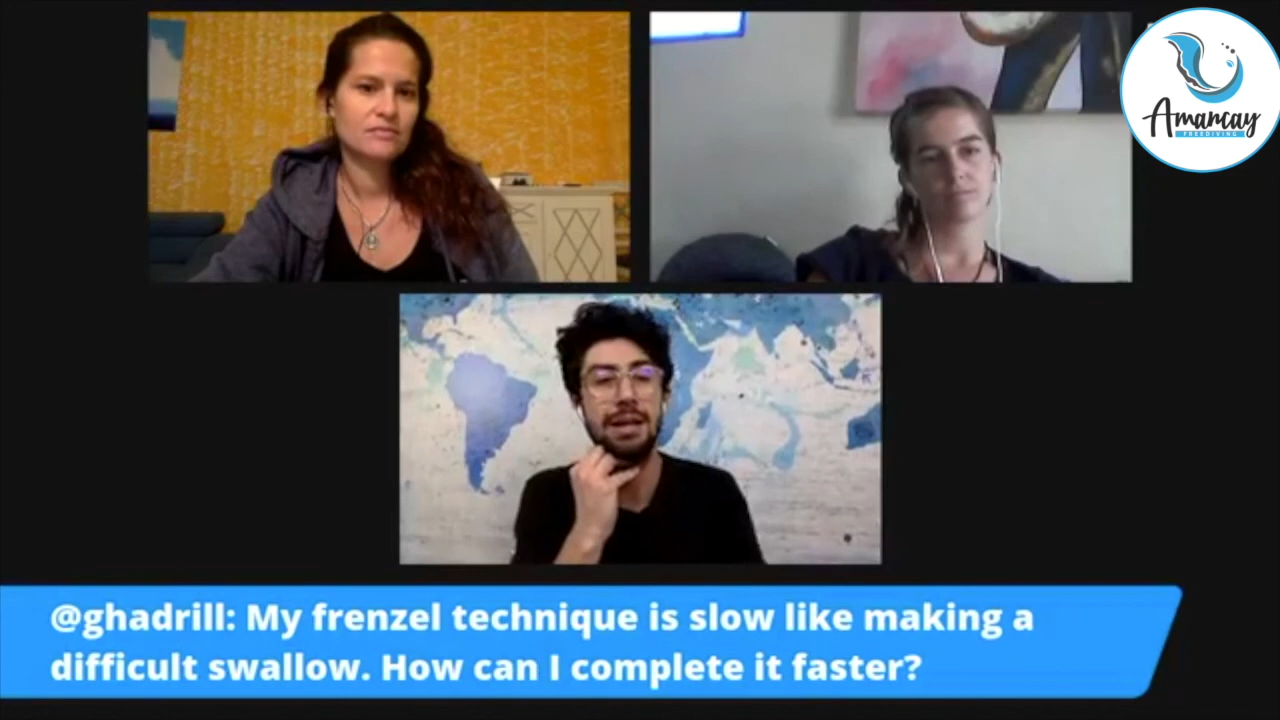 Amancay
FREEDIVING
@ghadrill: My frenzel technique is slow like making a
difficult swallow. How can I complete it faster?